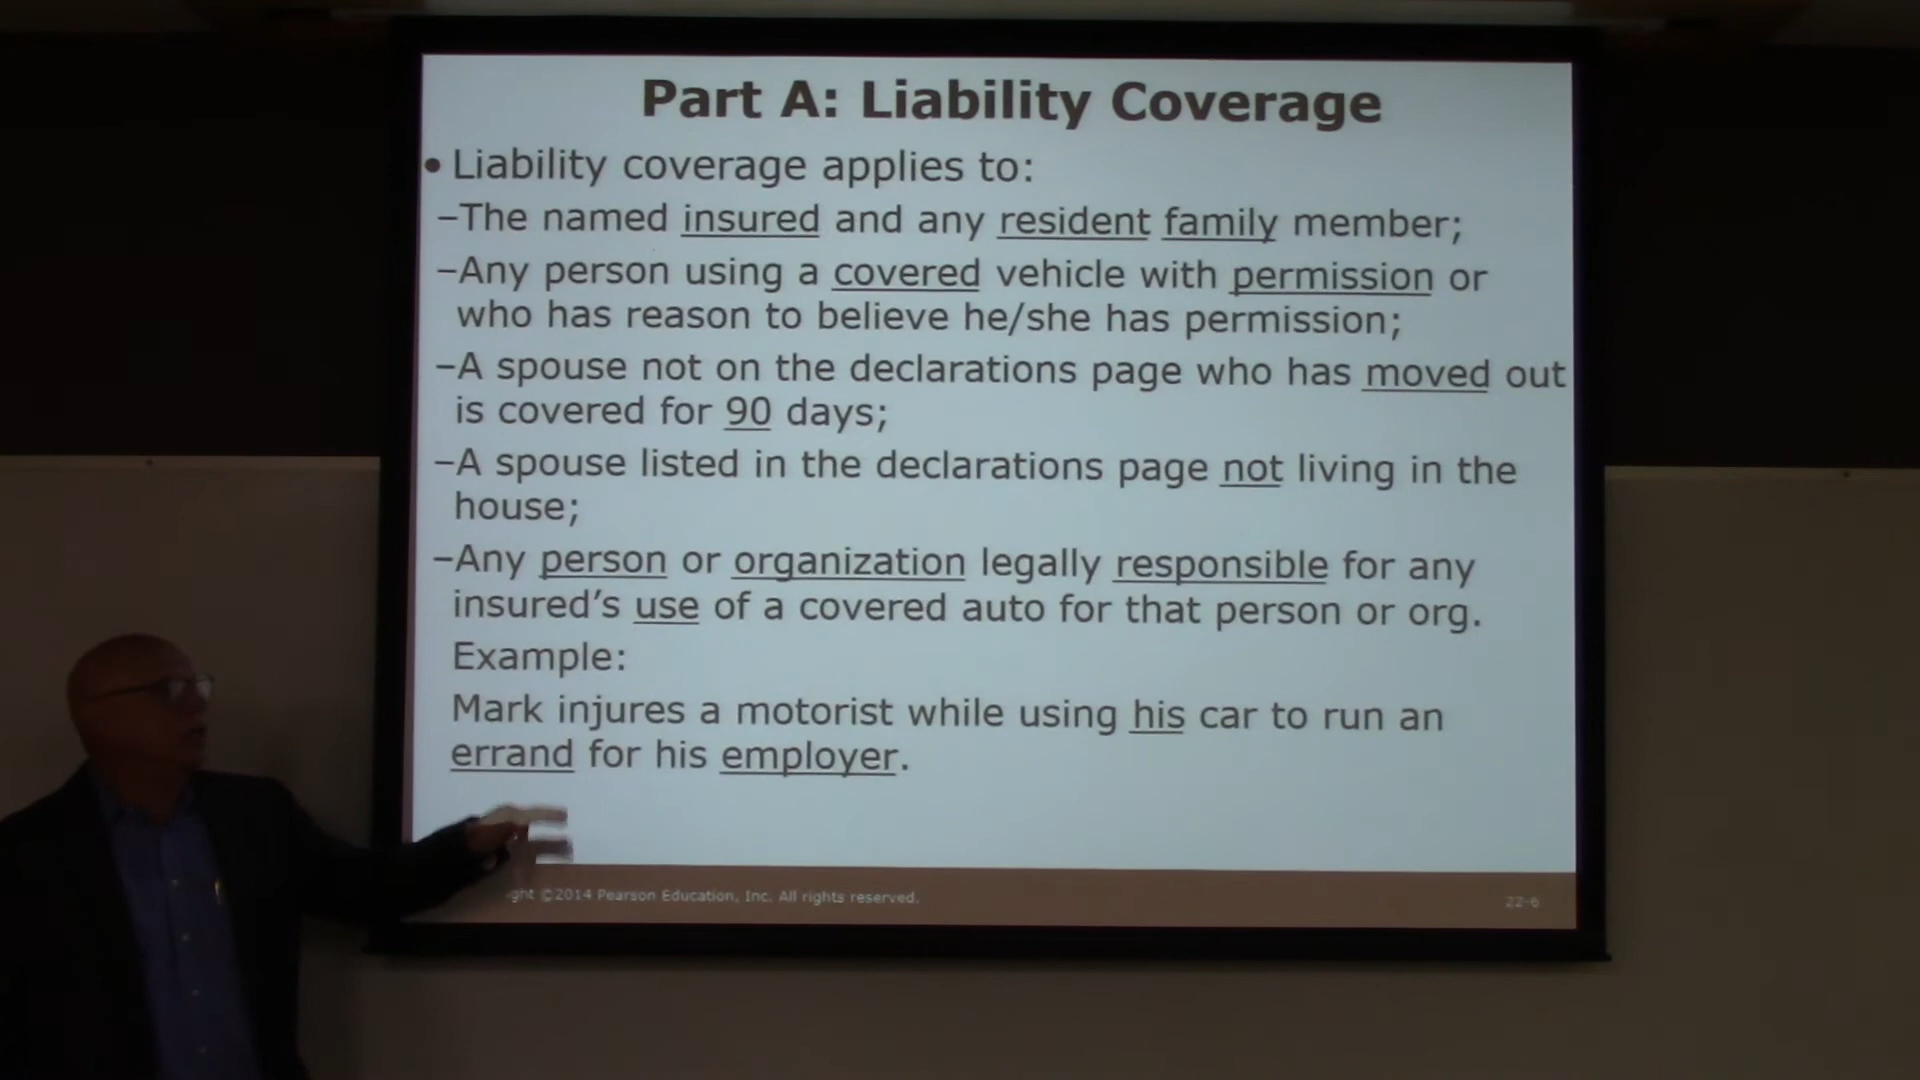 Part A: Liability Coverage
• Liability coverage applies to:
–The named insured and any resident family member;
–Any person using a covered vehicle with permission or
who has reason to believe he/she has permission;
–A spouse not on the declarations page who has moved out
is covered for 90 days;
–A spouse listed in the declarations page not living in the
house;
–Any person or organization legally responsible for any
insured’s use of a covered auto for that person or org.
Example:
Mark injures a motorist while using his car to run an
errand for his employer.
ght ©2014 Pearson Education, Inc. All rights reserved.
22-6